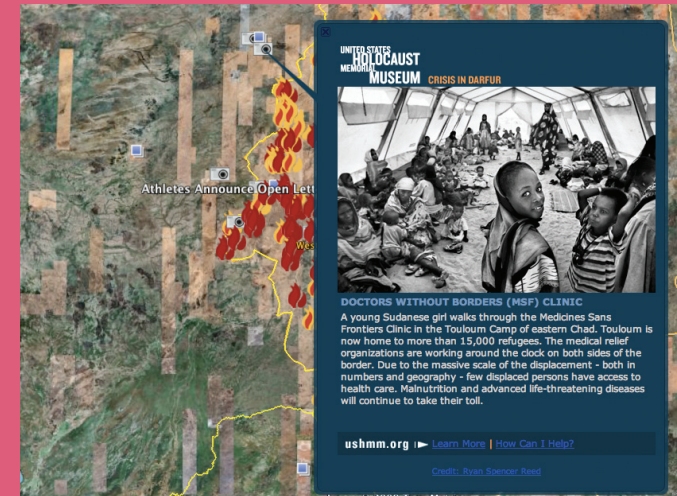 UNITED STATES
HOLOCAUST
MEMORIAL
MUSEUM CRISIS IN DARFUR
Athletes Announce Open Lett
Wes
DOCTORS WITHOUT BORDERS (MSF) CLINIC
A young Sudanese girl walks through the Medicines Sans
Frontiers Clinic in the Touloum Camp of eastern Chad. Touloum is
now home to more than 15,000 refugees. The medical relief
organizations are working around the clock on both sides of the
border. Due to the massive scale of the displacement - both in
numbers and geography - few displaced persons have access to
health care. Malnutrition and advanced life-threatening diseases
will continue to take their toll.
ushmm.org Learn More | How Can I Help?
Credit: Ryan Spencer Reed